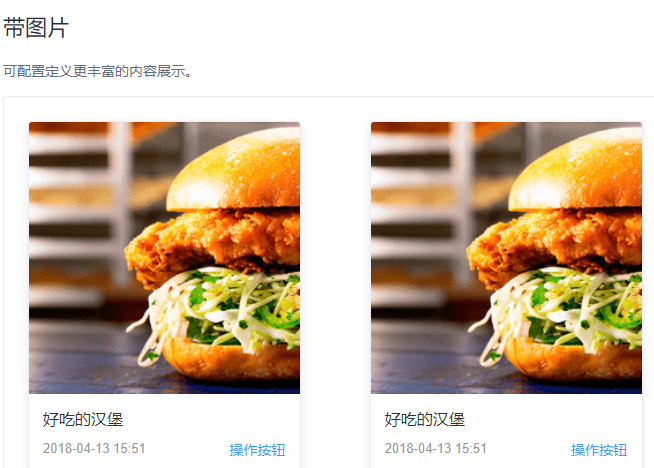 带图片
可配置定义更丰富的内容展示。
好吃的汉堡 好吃的汉堡
2018-04-13 15:51 操作按钮 2018-04-13 15:51 操作按钮